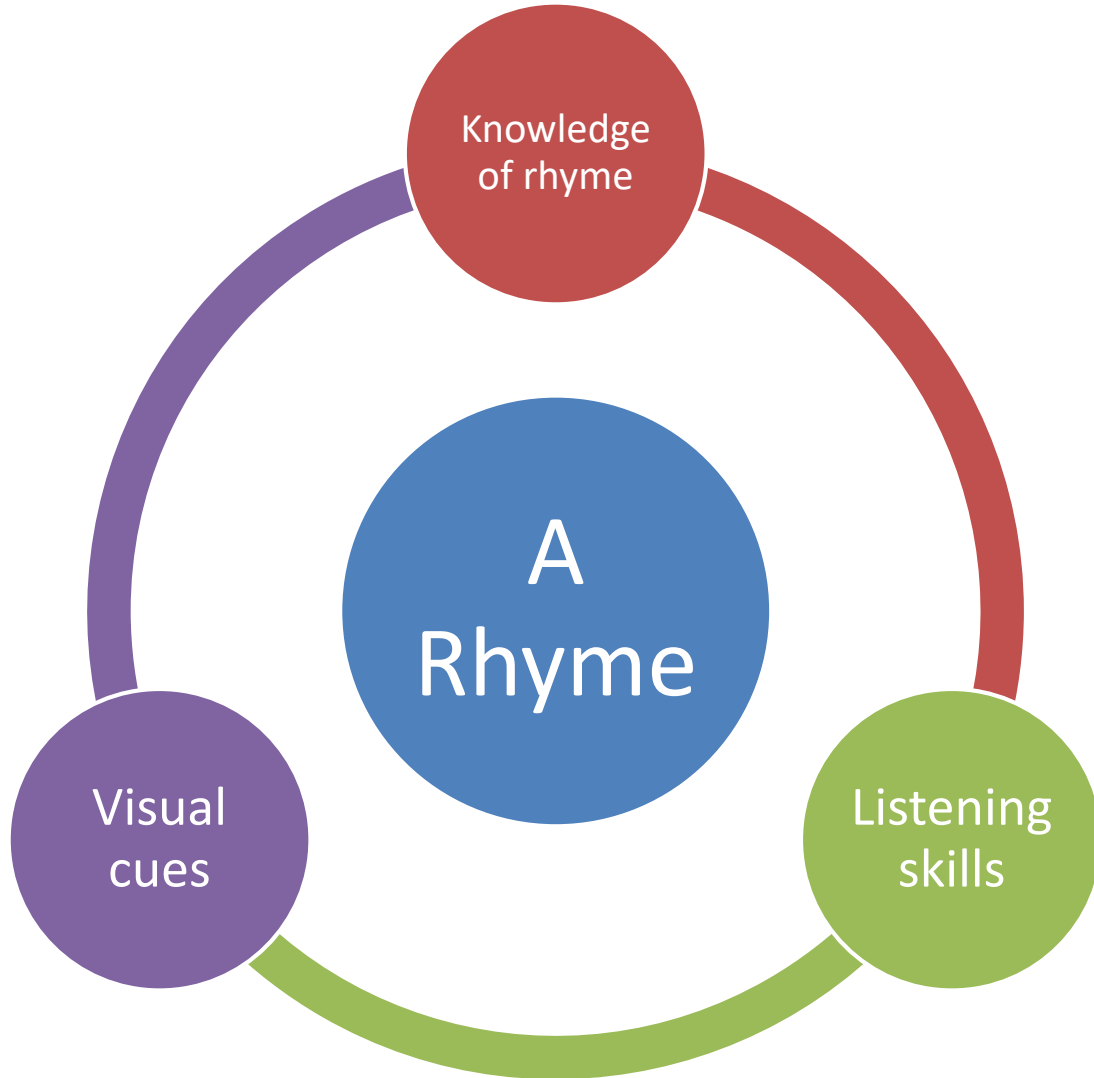 Knowledge
of rhyme
A
Rhyme
Visual
cues
Listening
skills